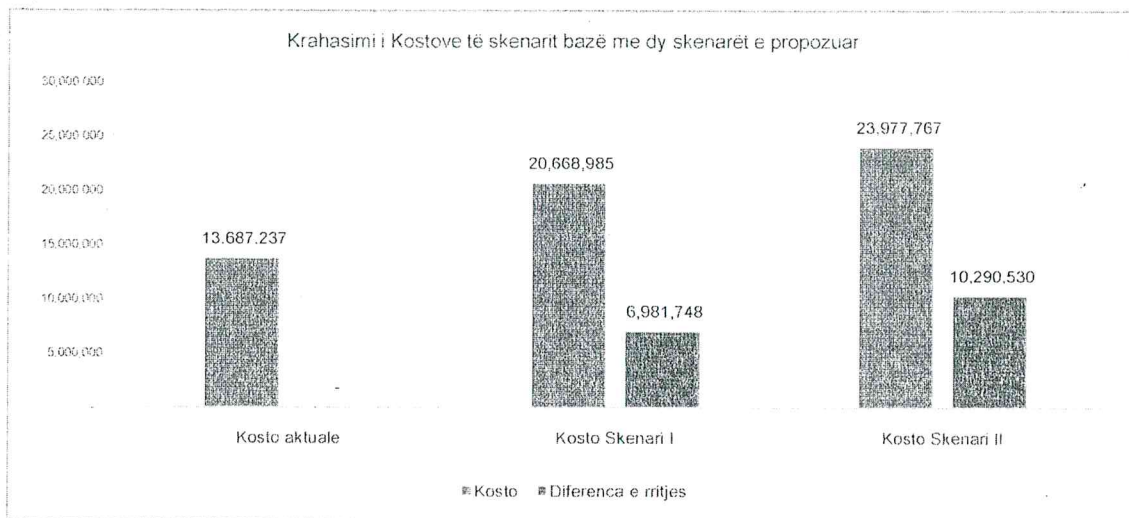 Krahasimi i Kostove të skenarit bazë me dy skenarët e propozuar
30,000,000
25,000,000
20,000,000
15,000,000
10,000,000
5,000,000
-
23,977,767
20,668,985
13.687.237
10,290,530
6,981,748
Kosto aktuale
Kosto Skenari I
Kosto Skenari II
Kosto
Diferenca e rritjes